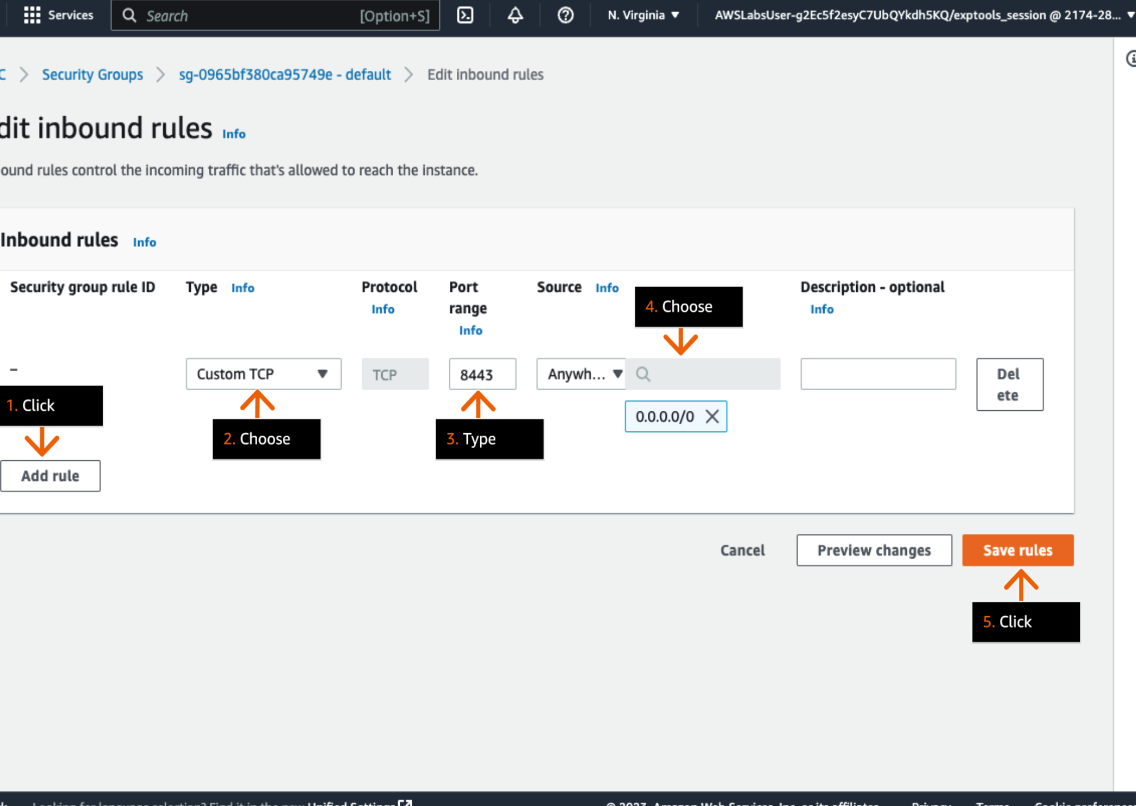 Services
Search
[Option+S]
N. Virginia
AWSLabsUser-g2Ec5f2esyC7UbQYkdh5KQ/exptools_session @ 2174-28...
C
Security Groups
sg-0965bf380ca95749e - default
Edit inbound rules
dit inbound rules Info
ound rules control the incoming traffic that's allowed to reach the instance.
Inbound rules Info
Security group rule ID
Type Info
Protocol
Info
Port
range
Info
Source Info
Description - optional
Info
4. Choose
–
Custom TCP
TCP
8443
Anywh...
0.0.0.0/0
Del
ete
1. Click
2. Choose
3. Type
Add rule
Cancel
Preview changes
Save rules
5. Click
Looking for language selection? Find it in the new Unified Settings
© 2023, Amazon Web Services, Inc. or its affiliates.
Privacy
Terms
Cookie preferenc